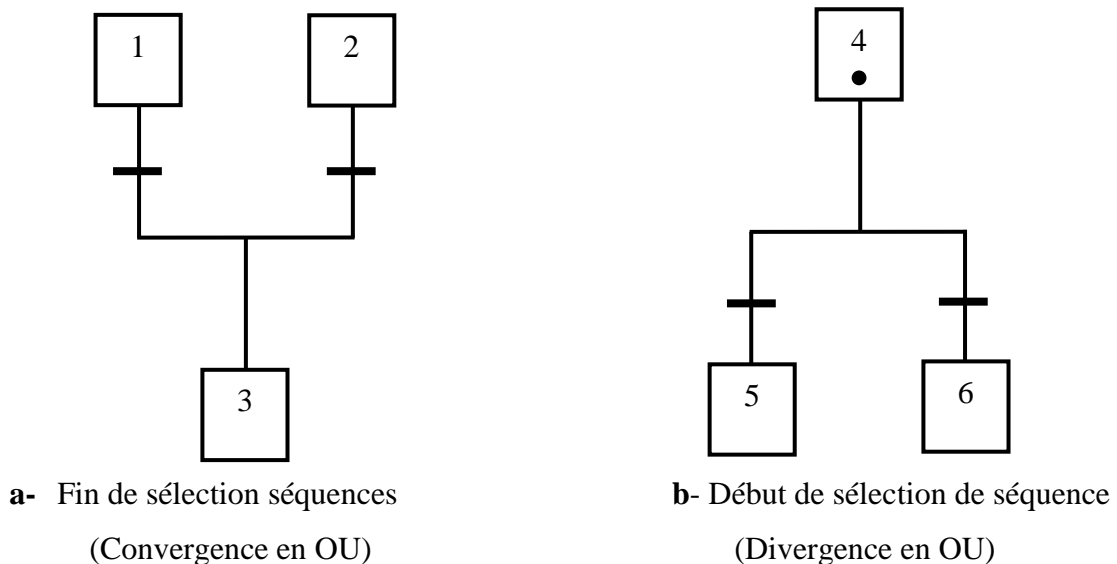 1
2
3
a- Fin de sélection séquences
(Convergence en OU)
4
5
6
b- Début de sélection de séquence
(Divergence en OU)